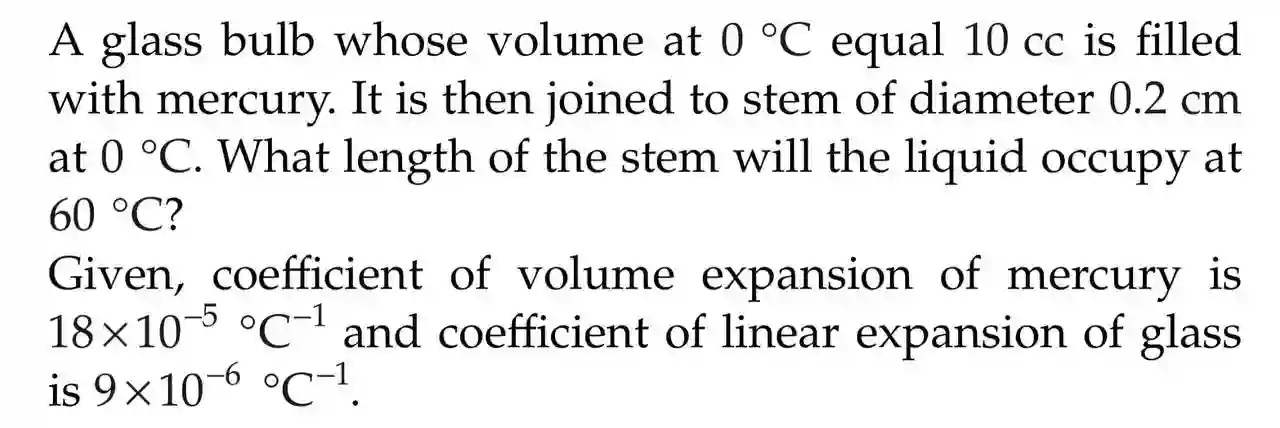 A glass bulb whose volume at 0 °C equal 10 cc is filled
with mercury. It is then joined to stem of diameter 0.2 cm
at 0 °C. What length of the stem will the liquid occupy at
60 °C?
Given, coefficient of volume expansion of mercury is
18×10⁻⁵ °C⁻¹ and coefficient of linear expansion of glass
is 9×10⁻⁶ °C⁻¹.